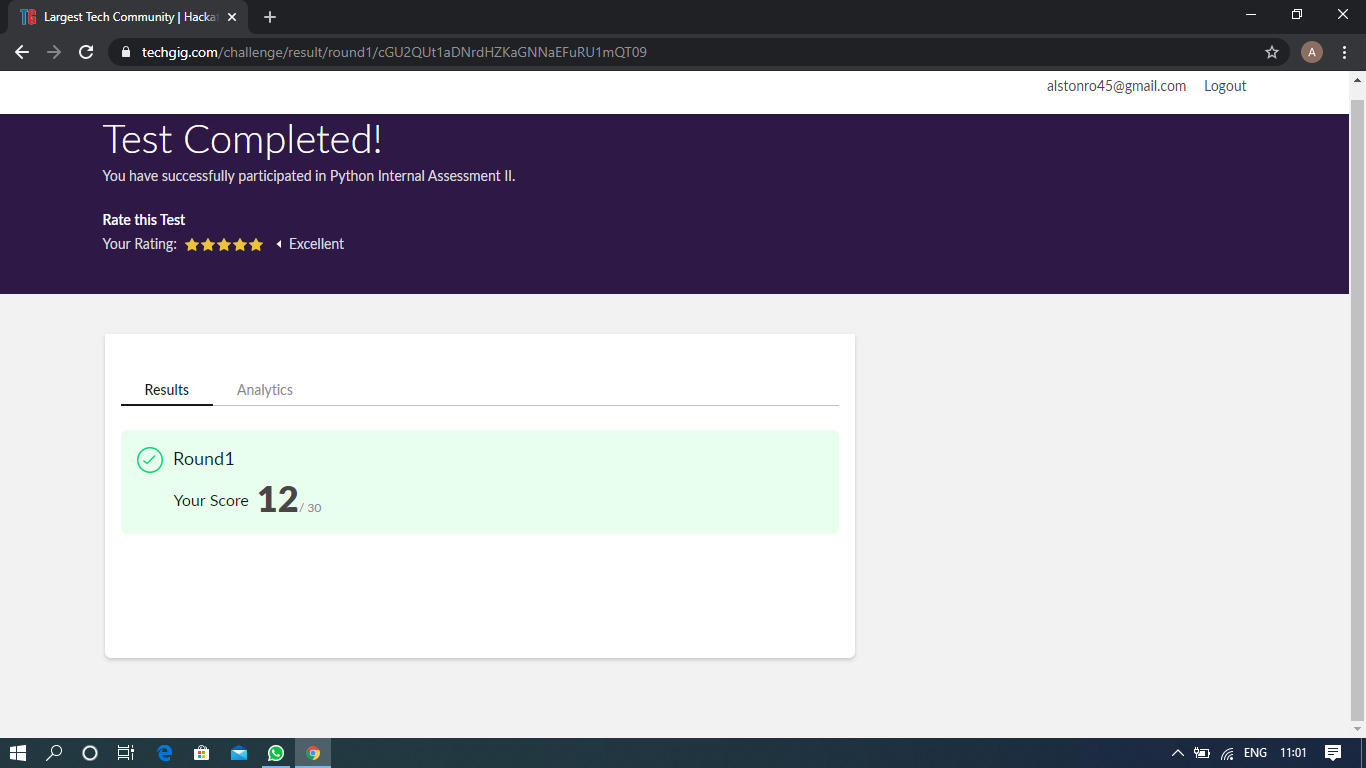 TG Largest Tech Community | Hacka
techgig.com/challenge/result/round1/cGU2QUt1aDNrdHZKaGNNaEFuRU1mQT09
A
alstonro45@gmail.com Logout
Test Completed!
You have successfully participated in Python Internal Assessment II.
Rate this Test
Your Rating: Excellent
Results Analytics
Round1
Your Score 12 / 30
ENG 11:01